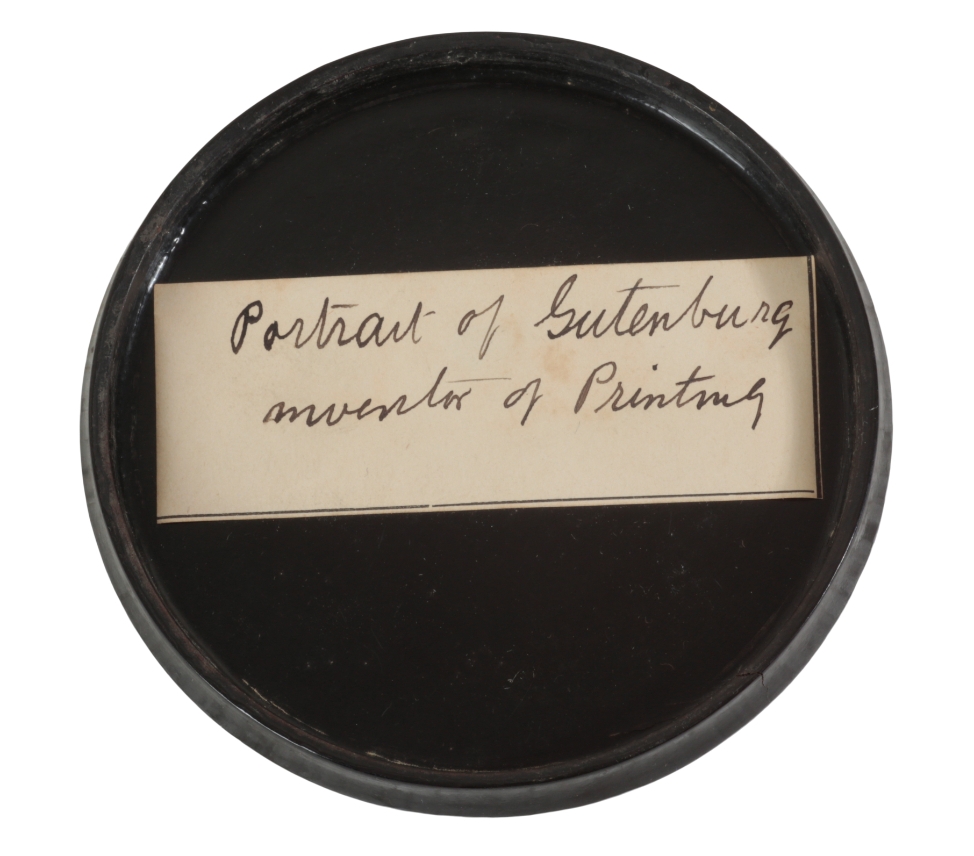 Portrait of Gutenburg
inventor of Printing